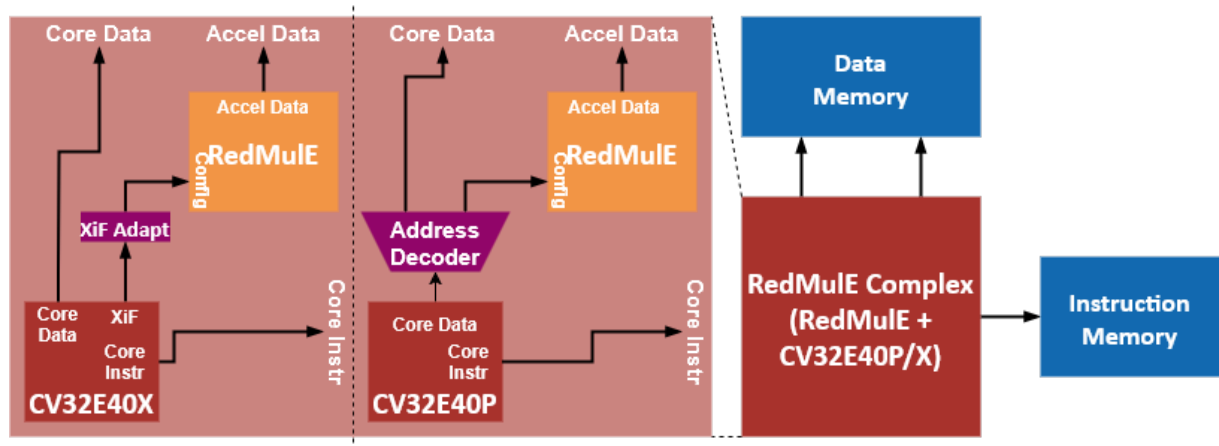 Core Data
Accel Data
Accel Data
RedMulE
Config
XiF Adapt
Core
Data
XiF
Core
Instr
CV32E40X
Core Instr
Core Data
Accel Data
Accel Data
RedMulE
Config
Address
Decoder
Core Data
Core
Instr
CV32E40P
Core Instr
Data
Memory
RedMulE Complex
(RedMulE +
CV32E40P/X)
Instruction
Memory